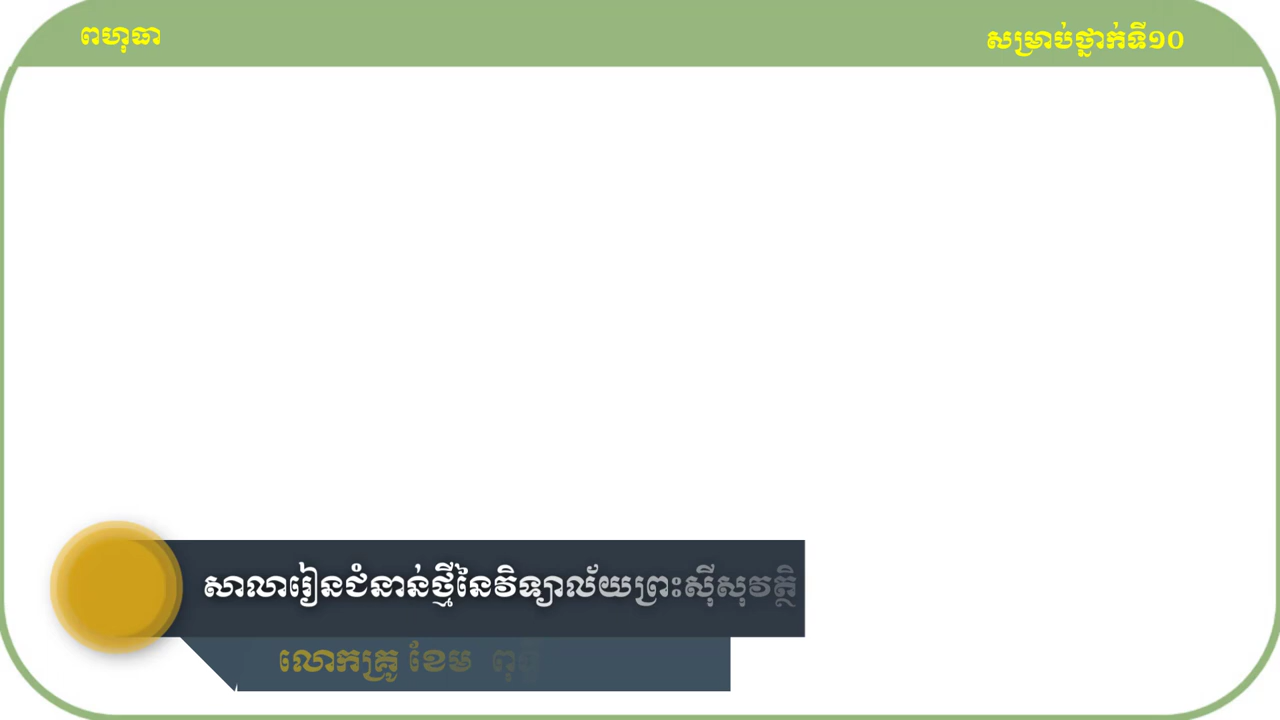 ពហុធា
សម្រាប់ថ្នាក់ទី១០
សាលារៀនជំនាន់ថ្មីនៃវិទ្យាល័យព្រះស៊ីសុវត្ថិ
លោកគ្រូ ខែម